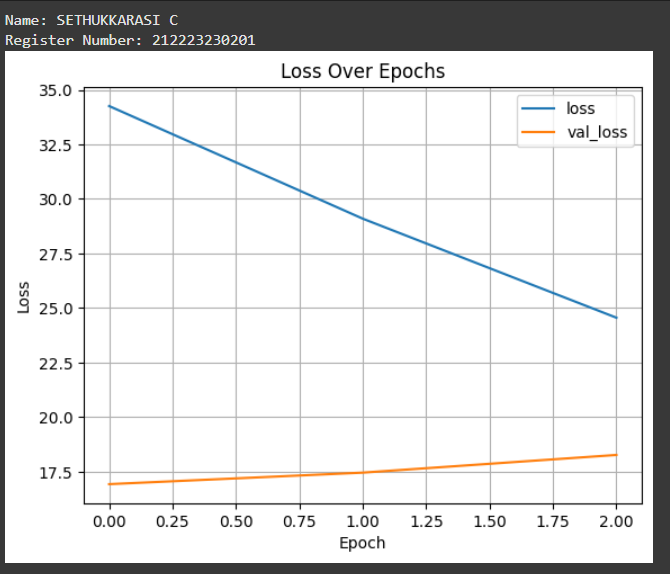 Name: SETHUKKARASI C
Register Number: 212223230201
Loss Over Epochs
loss
val_loss
35.0
32.5
30.0
27.5
25.0
22.5
20.0
17.5
Loss
0.00 0.25 0.50 0.75 1.00 1.25 1.50 1.75 2.00
Epoch